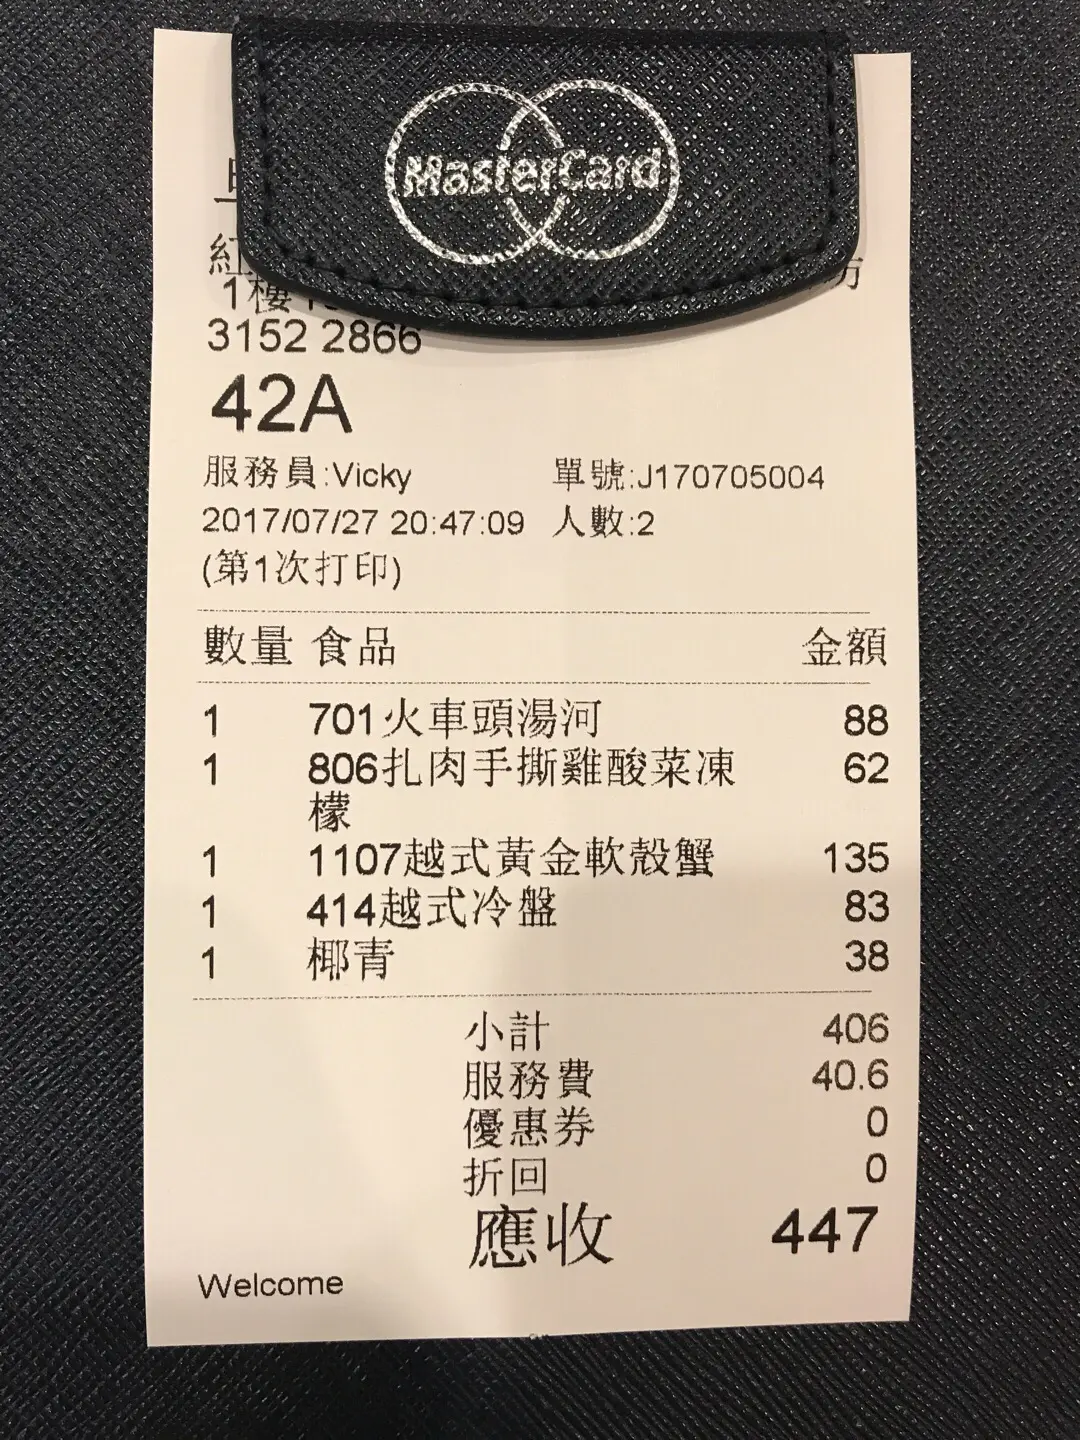 MasterCard
紅
1樓
3152 2866
42A
服務員:Vicky 單號:J170705004
2017/07/27 20:47:09 人數:2
(第1次打印)
數量 食品 金額
1 701火車頭湯河 88
1 806扎肉手撕雞酸菜凍 62
檬
1 1107越式黃金軟殼蟹 135
1 414越式冷盤 83
1 椰青 38
小計 406
服務費 40.6
優惠券 0
折回 0
應收 447
Welcome